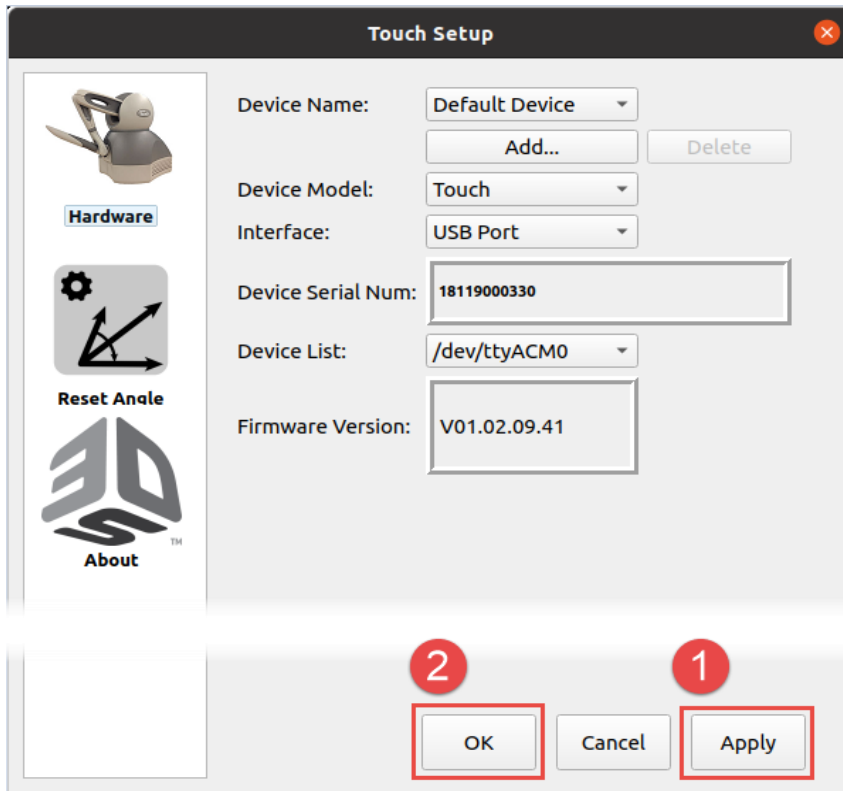 Touch Setup
Hardware
Reset Angle
3DS
TM
About
Device Name: Default Device
Add... Delete
Device Model: Touch
Interface: USB Port
Device Serial Num: 18119000330
Device List: /dev/ttyACM0
Firmware Version: V01.02.09.41
2 1
OK Cancel Apply